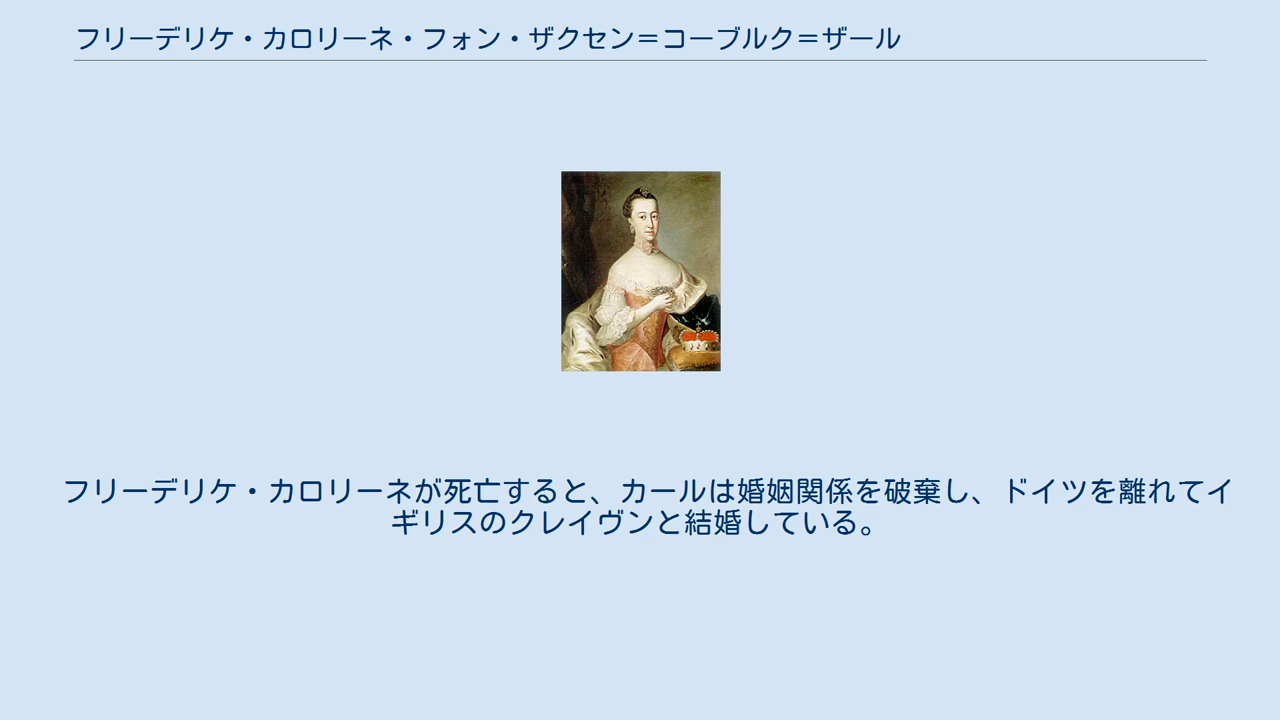 フリーデリケ・カロリーネ・フォン・ザクセン＝コーブルク＝ザール
フリーデリケ・カロリーネが死亡すると、カールは婚姻関係を破棄し、ドイツを離れてイ
ギリスのクレイヴンと結婚している。